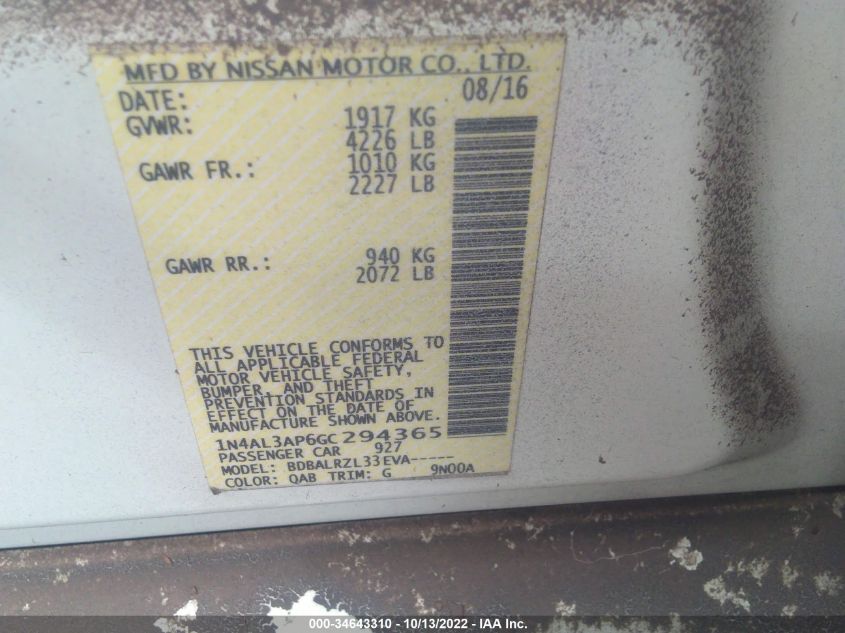 MFD BY NISSAN MOTOR CO., LTD.
DATE: 08/16
GVWR: 1917 KG
4226 LB
GAWR FR.: 1010 KG
2227 LB
GAWR RR.: 940 KG
2072 LB
THIS VEHICLE CONFORMS TO
ALL APPLICABLE FEDERAL
MOTOR VEHICLE SAFETY,
BUMPER, AND THEFT
PREVENTION STANDARDS IN
EFFECT ON THE DATE OF
MANUFACTURE SHOWN ABOVE.
1N4AL3AP6GC294365
PASSENGER CAR 927
MODEL: BDBALRZL33EVA-----
COLOR: QAB TRIM: G 9N00A
000-34643310 - 10/13/2022 - IAA Inc.